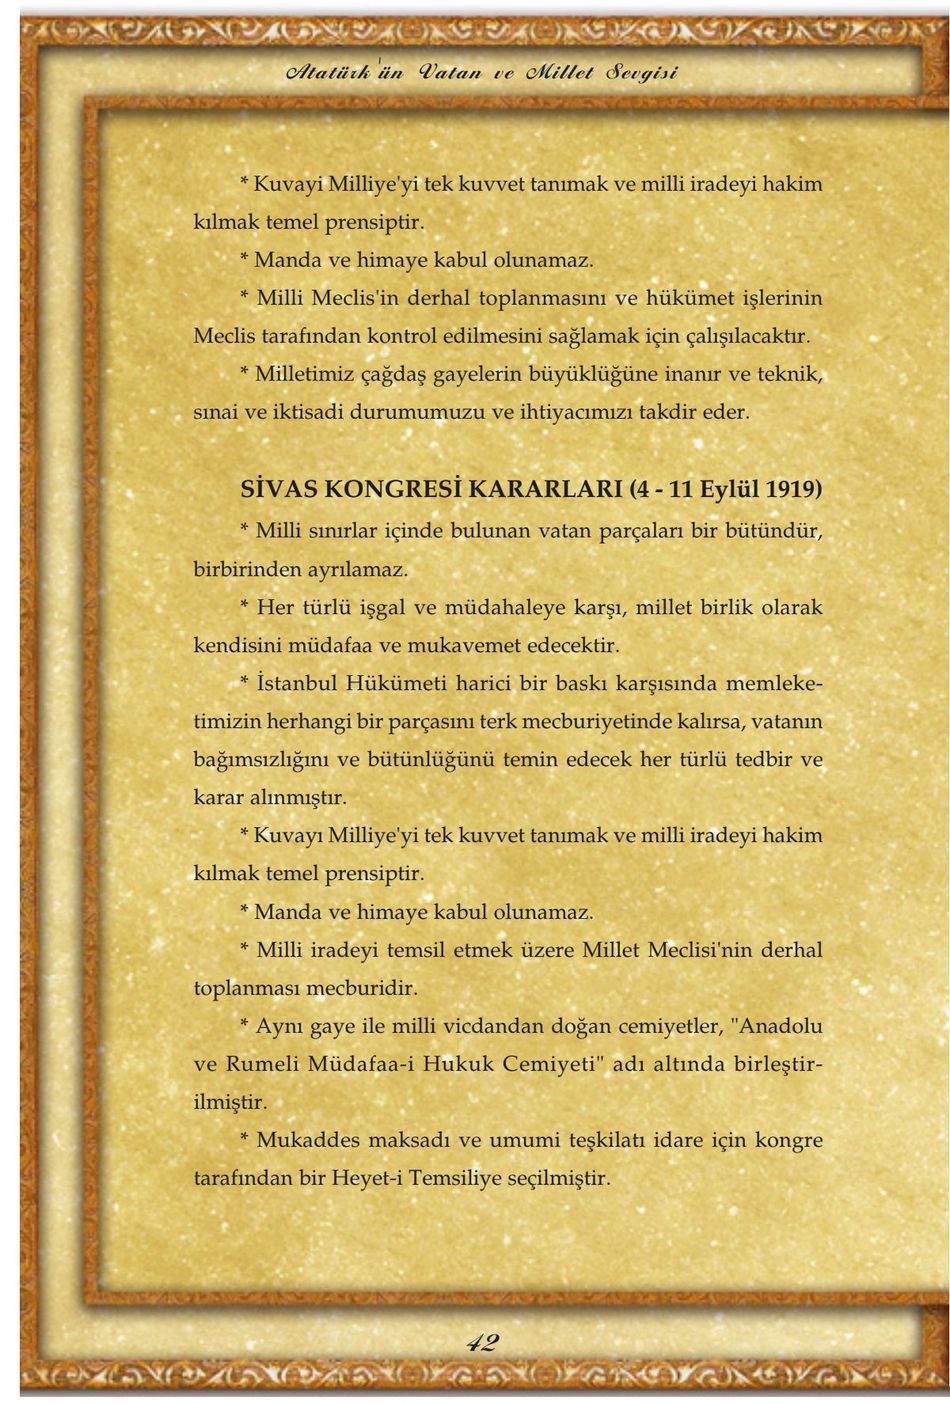 Atatürk'ün Vatan ve Millet Sevgisi
* Kuvayi Milliye'yi tek kuvvet tanımak ve milli iradeyi hakim
kılmak temel prensiptir.
* Manda ve himaye kabul olunamaz.
* Milli Meclis'in derhal toplanmasını ve hükümet işlerinin
Meclis tarafından kontrol edilmesini sağlamak için çalışılacaktır.
* Milletimiz çağdaş gayelerin büyüklüğüne inanır ve teknik,
sınai ve iktisadi durumumuzu ve ihtiyacımızı takdir eder.
SİVAS KONGRESİ KARARLARI (4 - 11 Eylül 1919)
* Milli sınırlar içinde bulunan vatan parçaları bir bütündür,
birbirinden ayrılamaz.
* Her türlü işgal ve müdahaleye karşı, millet birlik olarak
kendisini müdafaa ve mukavemet edecektir.
* İstanbul Hükümeti harici bir baskı karşısında memleke-
timizin herhangi bir parçasını terk mecburiyetinde kalırsa, vatanın
bağımsızlığını ve bütünlüğünü temin edecek her türlü tedbir ve
karar alınmıştır.
* Kuvayı Milliye'yi tek kuvvet tanımak ve milli iradeyi hakim
kılmak temel prensiptir.
* Manda ve himaye kabul olunamaz.
* Milli iradeyi temsil etmek üzere Millet Meclisi'nin derhal
toplanması mecburidir.
* Aynı gaye ile milli vicdandan doğan cemiyetler, "Anadolu
ve Rumeli Müdafaa-i Hukuk Cemiyeti" adı altında birleştir-
ilmiştir.
* Mukaddes maksadı ve umumi teşkilatı idare için kongre
tarafından bir Heyet-i Temsiliye seçilmiştir.
42